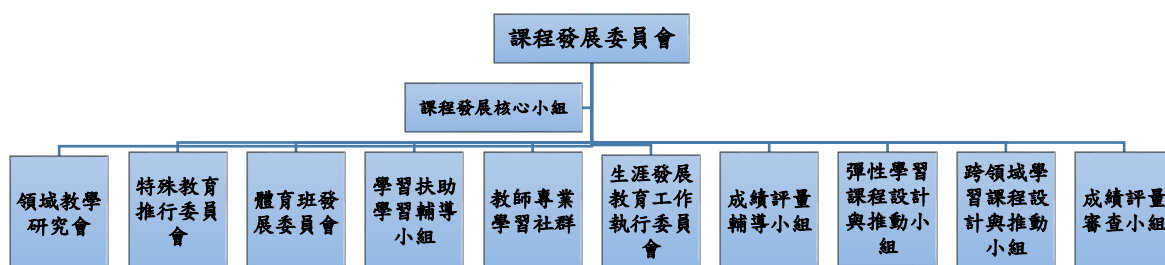 課程發展委員會
課程發展核心小組
領域教學
研究會
特殊教育
推行委員
會
體育班發
展委員會
學習扶助
學習輔導
小組
教師專業
學習社群
生涯發展
教育工作
執行委員
會
成績評量
輔導小組
彈性學習
課程設計
與推動小
組
跨領域學
習課程設
計與推動
小組
成績評量
審查小組